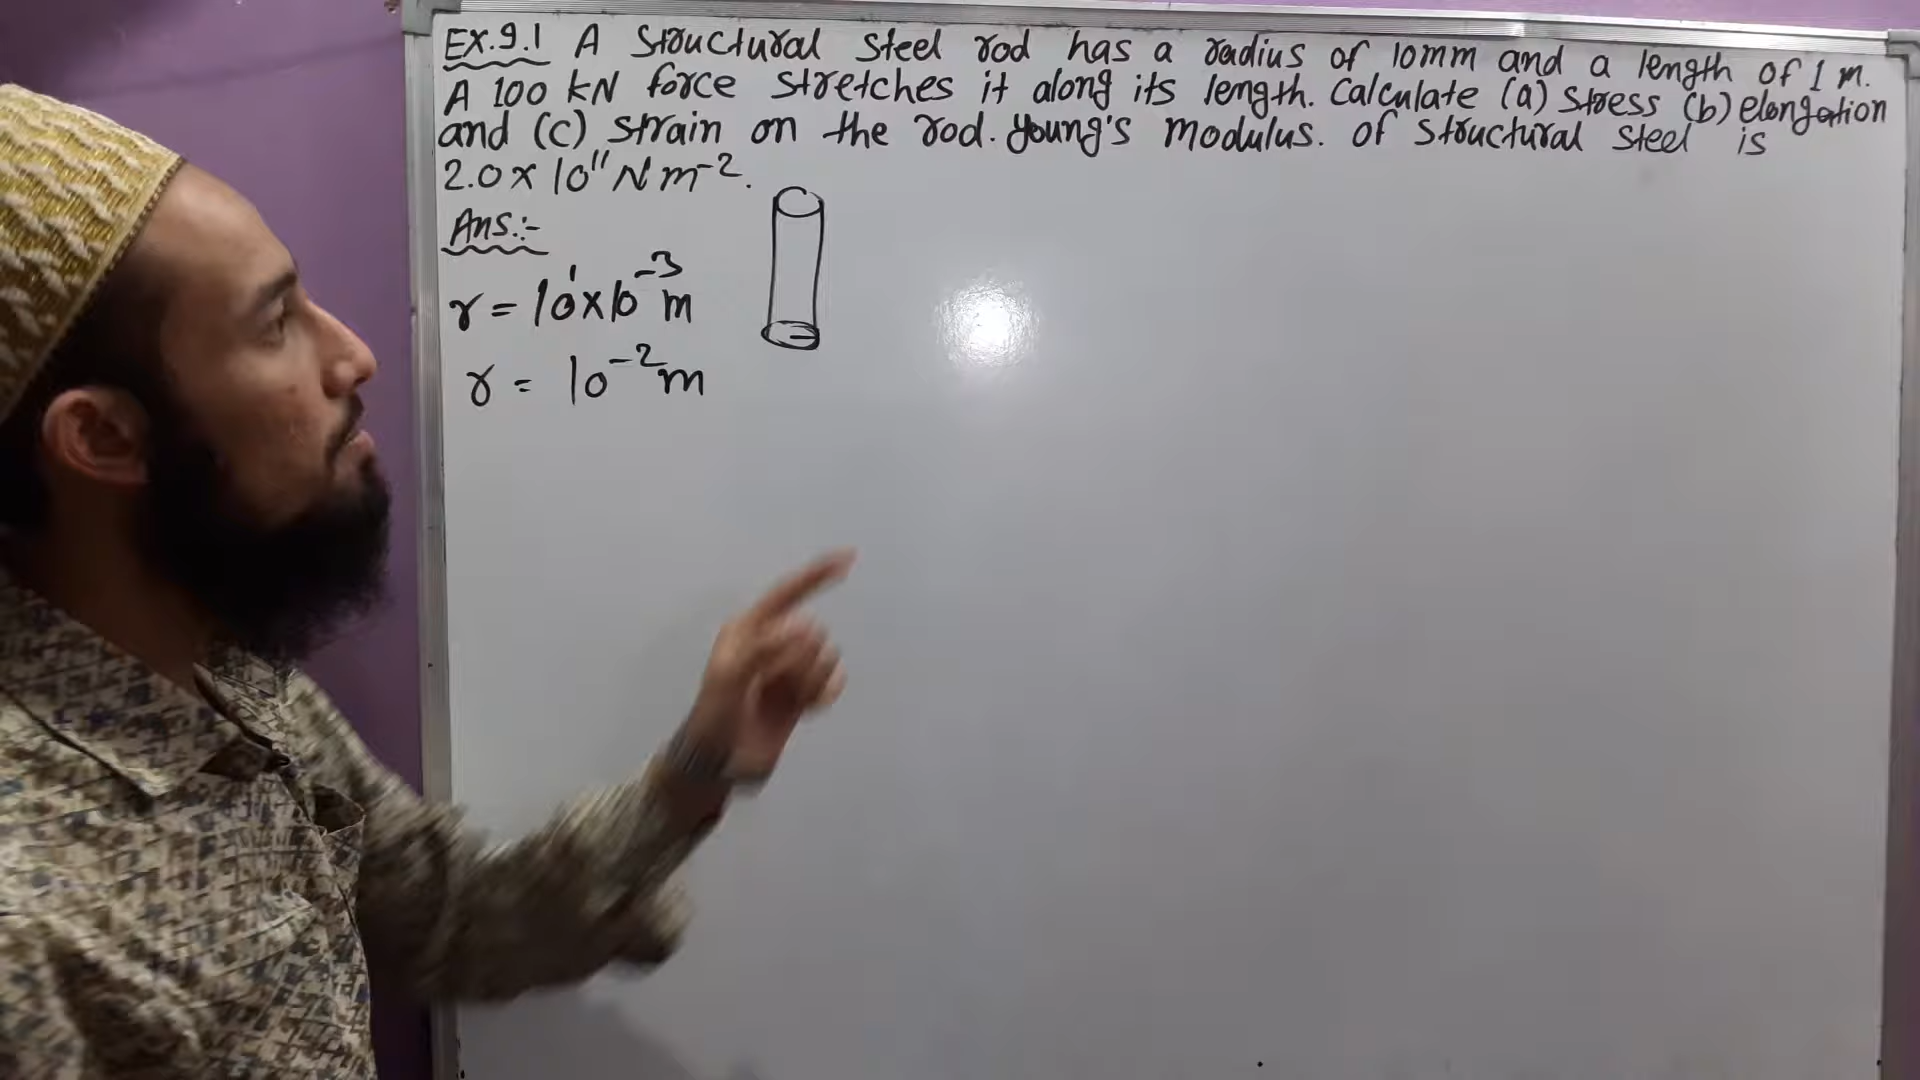 Ex.9.1 A Structural Steel rod has a radius of 10mm and a length of 1 m.
A 100 kN force stretches it along its length. Calculate (a) stress (b) elongation
and (c) strain on the rod. Young's Modulus. of structural steel is
2.0 × 10¹¹ N m⁻².
Ans.:-
r = 10¹×10⁻³ m
r = 10⁻² m